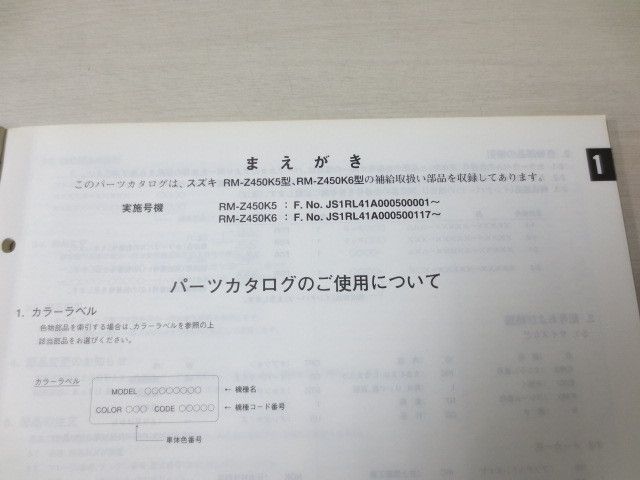 まえがき
1
このパーツカタログは、スズキ RM-Z450K5型、RM-Z450K6型の補給取扱い部品を収録してあります。
実施号機 RM-Z450K5 : F. No. JS1RL41A000500001～
RM-Z450K6 : F. No. JS1RL41A000500117～
パーツカタログのご使用について
1. カラーラベル
色物部品を索引する場合は、カラーラベルを参照の上
該当部品をお選びください。
カラーラベル
MODEL ○○○○○○○○ ← 機種名
COLOR ○○○ CODE ○○○○○ ← 機種コード番号
車体色番号